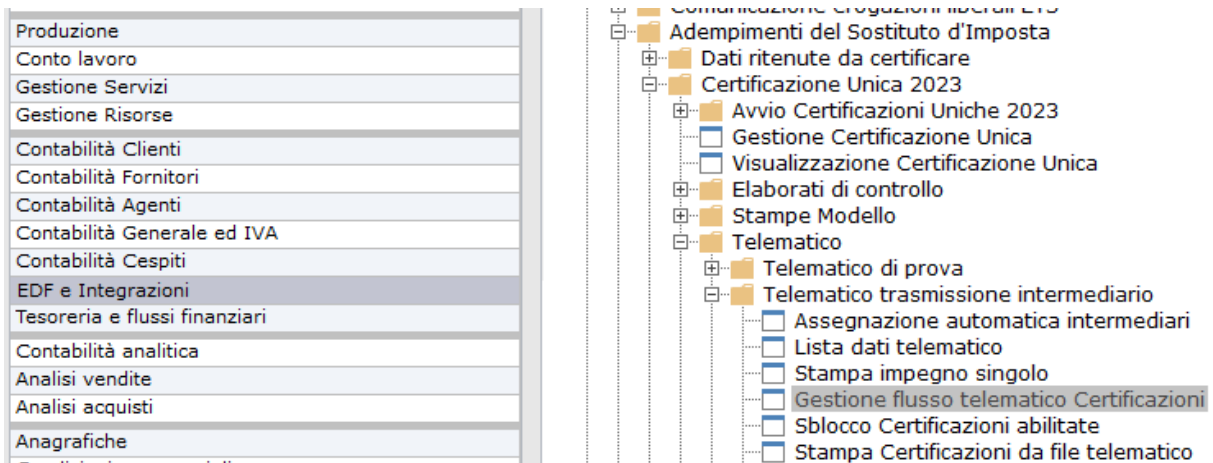 Produzione
Conto lavoro
Gestione Servizi
Gestione Risorse
Contabilità Clienti
Contabilità Fornitori
Contabilità Agenti
Contabilità Generale ed IVA
Contabilità Cespiti
EDF e Integrazioni
Tesoreria e flussi finanziari
Contabilità analitica
Analisi vendite
Analisi acquisti
Anagrafiche
Comunicazione erogazioni liberali ETS
Adempimenti del Sostituto d'Imposta
Dati ritenute da certificare
Certificazione Unica 2023
Avvio Certificazioni Uniche 2023
Gestione Certificazione Unica
Visualizzazione Certificazione Unica
Elaborati di controllo
Stampe Modello
Telematico
Telematico di prova
Telematico trasmissione intermediario
Assegnazione automatica intermediari
Lista dati telematico
Stampa impegno singolo
Gestione flusso telematico Certificazioni
Sblocco Certificazioni abilitate
Stampa Certificazioni da file telematico